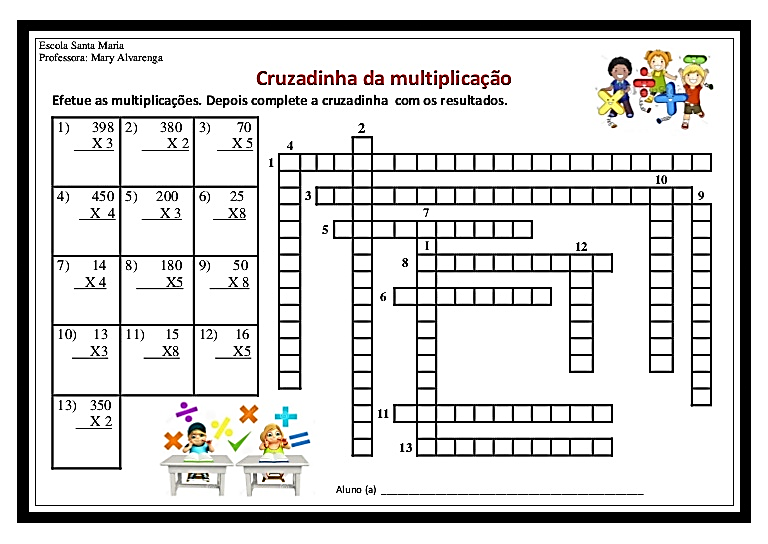 Escola Santa Maria
Professora: Mary Alvarenga
Cruzadinha da multiplicação
Efetue as multiplicações. Depois complete a cruzadinha com os resultados.
1) 398 2) 380 3) 70
X 3 X 2 X 5
4) 450 5) 200 6) 25
X 4 X 3 X8
7) 14 8) 180 9) 50
X 4 X5 X 8
10) 13 11) 15 12) 16
X3 X8 X5
13) 350
X 2
2
4
1
10
3 9
7
5
I 12
8
6
11
13
Aluno (a) ________________________________________________